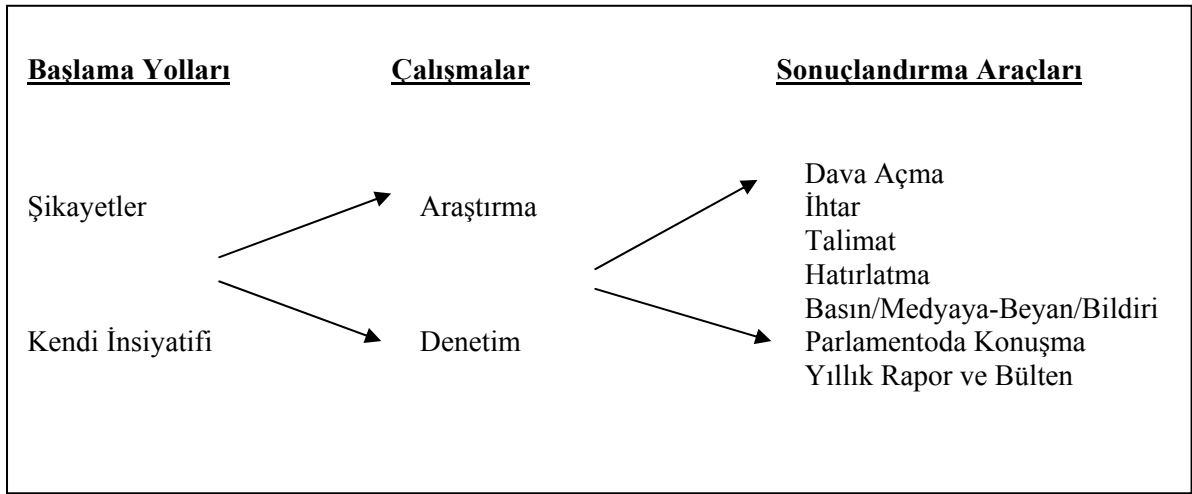 Başlama Yolları Çalışmalar Sonuçlandırma Araçları
Dava Açma
Şikayetler Araştırma İhtar
Talimat
Hatırlatma
Basın/Medyaya-Beyan/Bildiri
Kendi İnsiyatifi Denetim Parlamentoda Konuşma
Yıllık Rapor ve Bülten